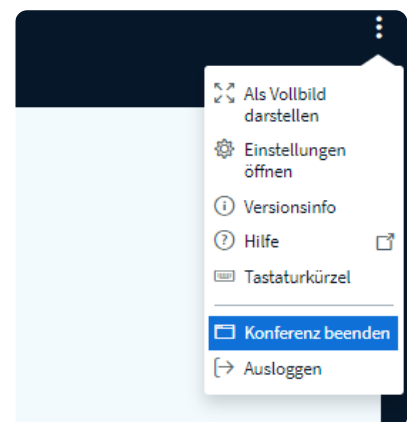 Als Vollbild
darstellen
Einstellungen
öffnen
Versionsinfo
Hilfe
Tastaturkürzel
Konferenz beenden
Ausloggen